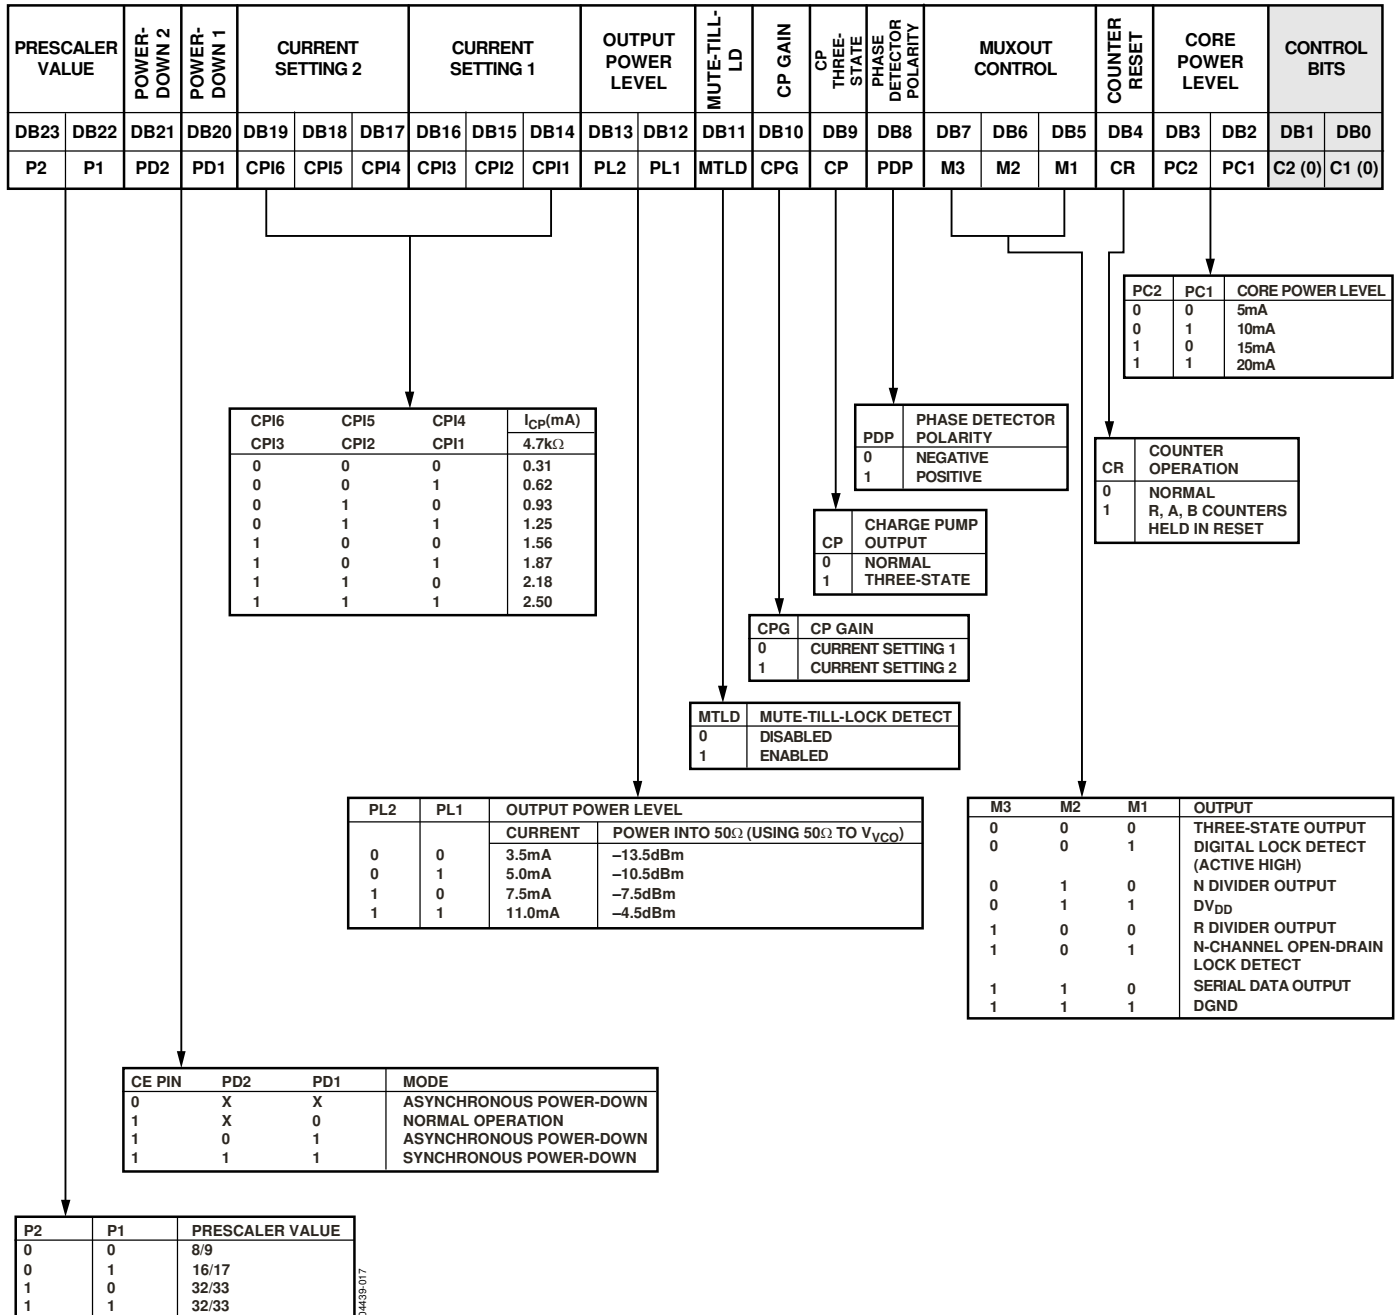 PRESCALER VALUE
POWER-DOWN 2
POWER-DOWN 1
CURRENT SETTING 2
CURRENT SETTING 1
OUTPUT POWER LEVEL
MUTE-TILL-LD
CP GAIN
CP THREE-STATE
PHASE DETECTOR POLARITY
MUXOUT CONTROL
COUNTER RESET
CORE POWER LEVEL
CONTROL BITS
DB23 DB22 DB21 DB20 DB19 DB18 DB17 DB16 DB15 DB14 DB13 DB12 DB11 DB10 DB9 DB8 DB7 DB6 DB5 DB4 DB3 DB2 DB1 DB0
P2 P1 PD2 PD1 CPI6 CPI5 CPI4 CPI3 CPI2 CPI1 PL2 PL1 MTLD CPG CP PDP M3 M2 M1 CR PC2 PC1 C2 (0) C1 (0)
PC2 PC1 CORE POWER LEVEL
0 0 5mA
0 1 10mA
1 0 15mA
1 1 20mA
CPI6 CPI5 CPI4 ICP(mA)
CPI3 CPI2 CPI1 4.7kΩ
0 0 0 0.31
0 0 1 0.62
0 1 0 0.93
0 1 1 1.25
1 0 0 1.56
1 0 1 1.87
1 1 0 2.18
1 1 1 2.50
PHASE DETECTOR
PDP POLARITY
0 NEGATIVE
1 POSITIVE
COUNTER
CR OPERATION
0 NORMAL
1 R, A, B COUNTERS
HELD IN RESET
CHARGE PUMP
CP OUTPUT
0 NORMAL
1 THREE-STATE
CPG CP GAIN
0 CURRENT SETTING 1
1 CURRENT SETTING 2
MTLD MUTE-TILL-LOCK DETECT
0 DISABLED
1 ENABLED
PL2 PL1 OUTPUT POWER LEVEL
CURRENT POWER INTO 50Ω (USING 50Ω TO VVCO)
0 0 3.5mA –13.5dBm
0 1 5.0mA –10.5dBm
1 0 7.5mA –7.5dBm
1 1 11.0mA –4.5dBm
M3 M2 M1 OUTPUT
0 0 0 THREE-STATE OUTPUT
0 0 1 DIGITAL LOCK DETECT
(ACTIVE HIGH)
0 1 0 N DIVIDER OUTPUT
0 1 1 DVDD
1 0 0 R DIVIDER OUTPUT
1 0 1 N-CHANNEL OPEN-DRAIN
LOCK DETECT
1 1 0 SERIAL DATA OUTPUT
1 1 1 DGND
CE PIN PD2 PD1 MODE
0 X X ASYNCHRONOUS POWER-DOWN
1 X 0 NORMAL OPERATION
1 0 1 ASYNCHRONOUS POWER-DOWN
1 1 1 SYNCHRONOUS POWER-DOWN
P2 P1 PRESCALER VALUE
0 0 8/9
0 1 16/17
1 0 32/33
1 1 32/33
04439-017